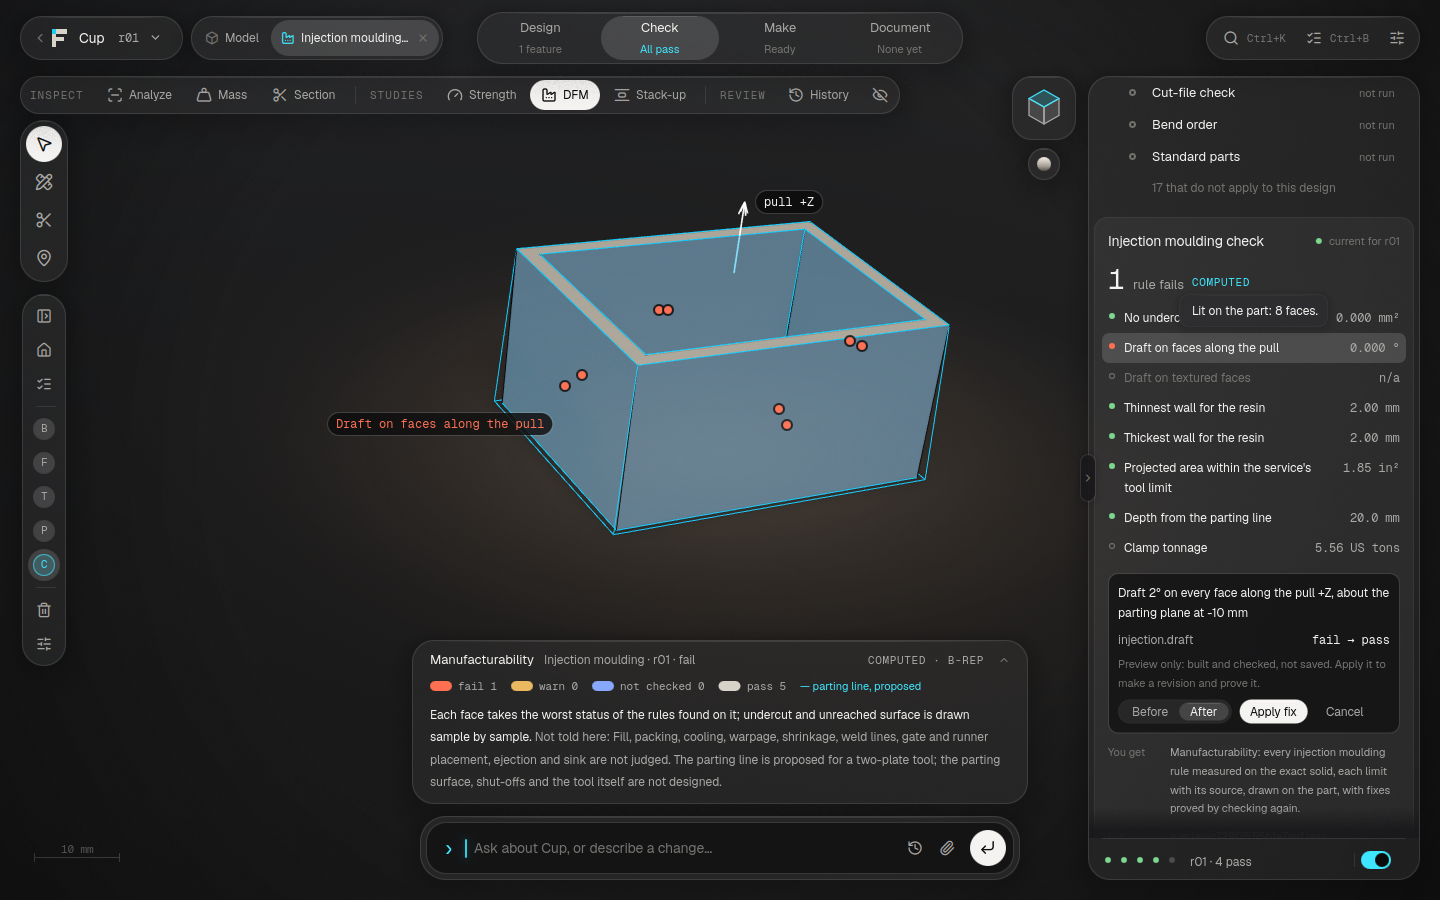 Cup r01
Model
Injection moulding...
Design
1 feature
Check
All pass
Make
Ready
Document
None yet
Ctrl+K
Ctrl+B
INSPECT
Analyze
Mass
Section
STUDIES
Strength
DFM
Stack-up
REVIEW
History
B
F
T
P
C
pull +Z
Draft on faces along the pull
10 mm
Manufacturability Injection moulding · r01 · fail
COMPUTED · B-REP
fail 1 warn 0 not checked 0 pass 5 — parting line, proposed
Each face takes the worst status of the rules found on it; undercut and unreached surface is drawn
sample by sample. Not told here: Fill, packing, cooling, warpage, shrinkage, weld lines, gate and runner
placement, ejection and sink are not judged. The parting line is proposed for a two-plate tool; the parting
surface, shut-offs and the tool itself are not designed.
Ask about Cup, or describe a change...
Cut-file check not run
Bend order not run
Standard parts not run
17 that do not apply to this design
Injection moulding check
current for r01
1 rule fails COMPUTED
Lit on the part: 8 faces.
No 0.000 mm²
Draft on faces along the pull 0.000 °
Draft on textured faces n/a
Thinnest wall for the resin 2.00 mm
Thickest wall for the resin 2.00 mm
Projected area within the service's 1.85 in²
tool limit
Depth from the parting line 20.0 mm
Clamp tonnage 5.56 US tons
Draft 2° on every face along the pull +Z, about the
parting plane at -10 mm
injection.draft fail → pass
Preview only: built and checked, not saved. Apply it to
make a revision and prove it.
Before After Apply fix Cancel
You get
Manufacturability: every injection moulding
rule measured on the exact solid, each limit
with its source, drawn on the part, with fixes
proved by checking again.
r01 · 4 pass